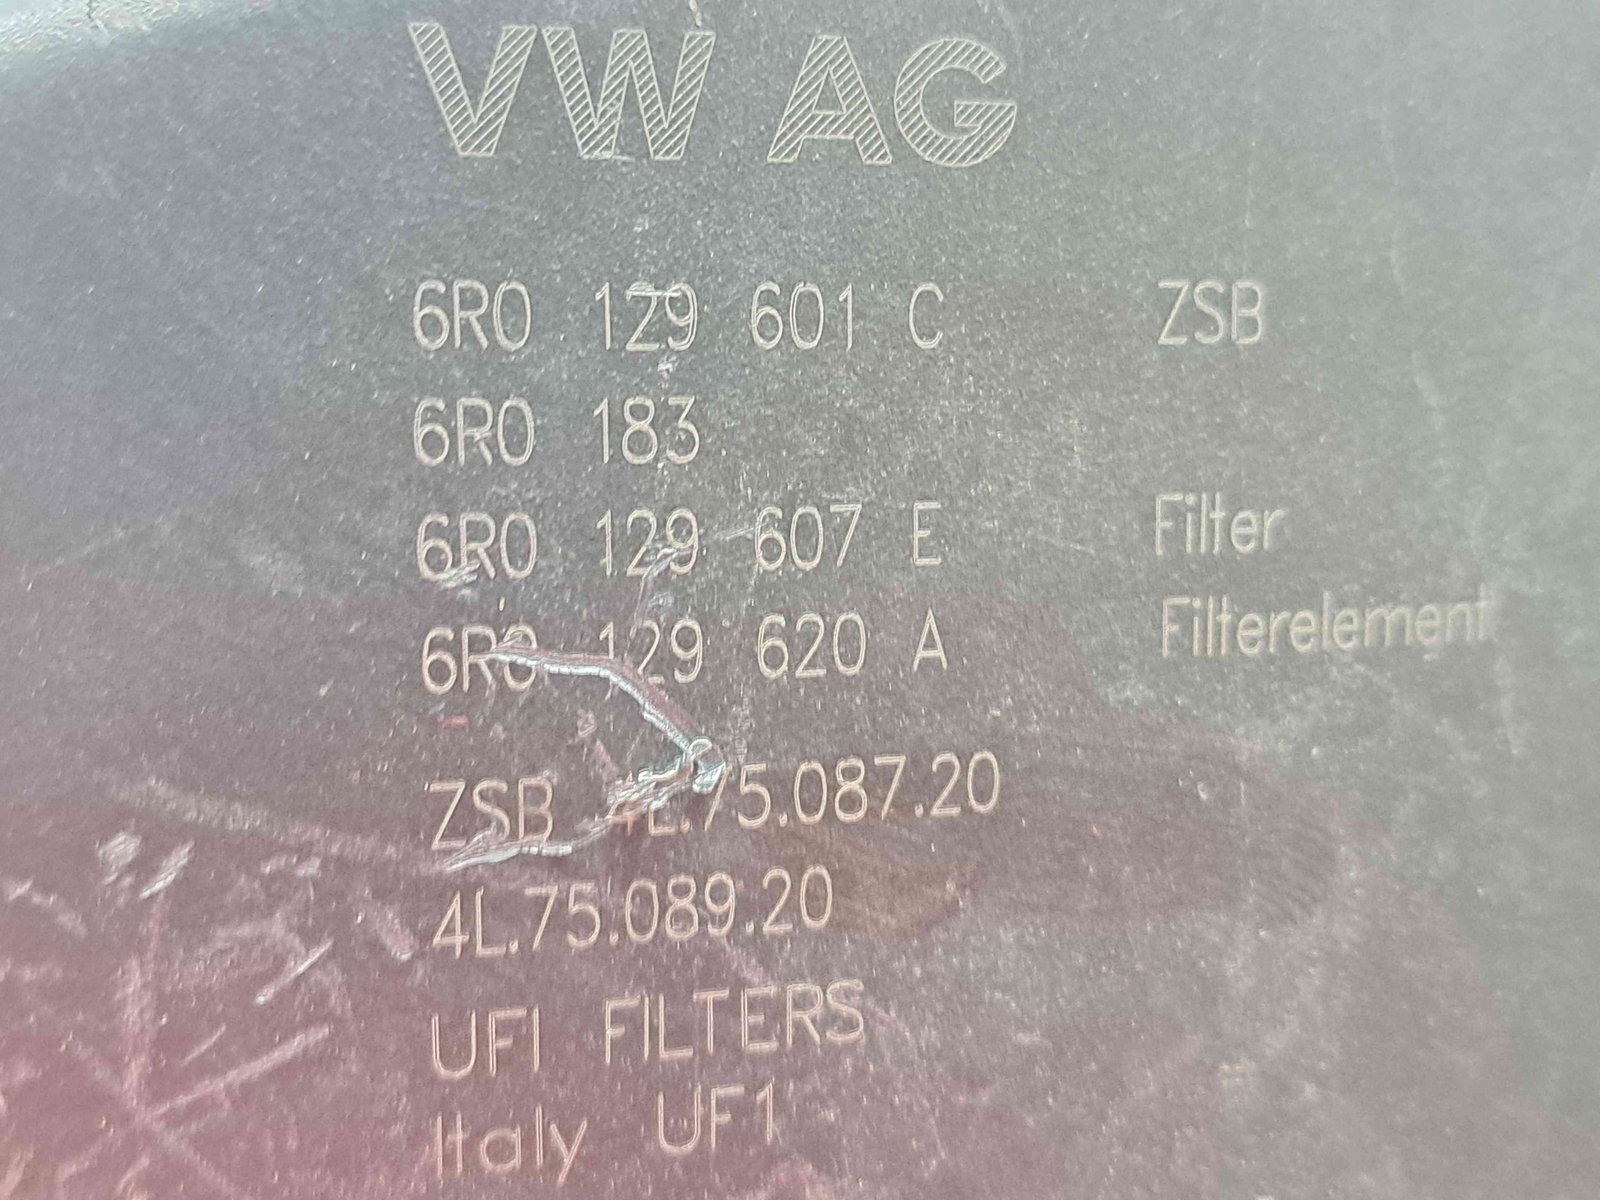 VW AG
6R0 129 601 C ZSB
6R0 183
6R0 129 607 E Filter
6R0 129 620 A Filterelement
ZSB 4L.75.087.20
4L.75.089.20
UFI FILTERS
Italy UF1